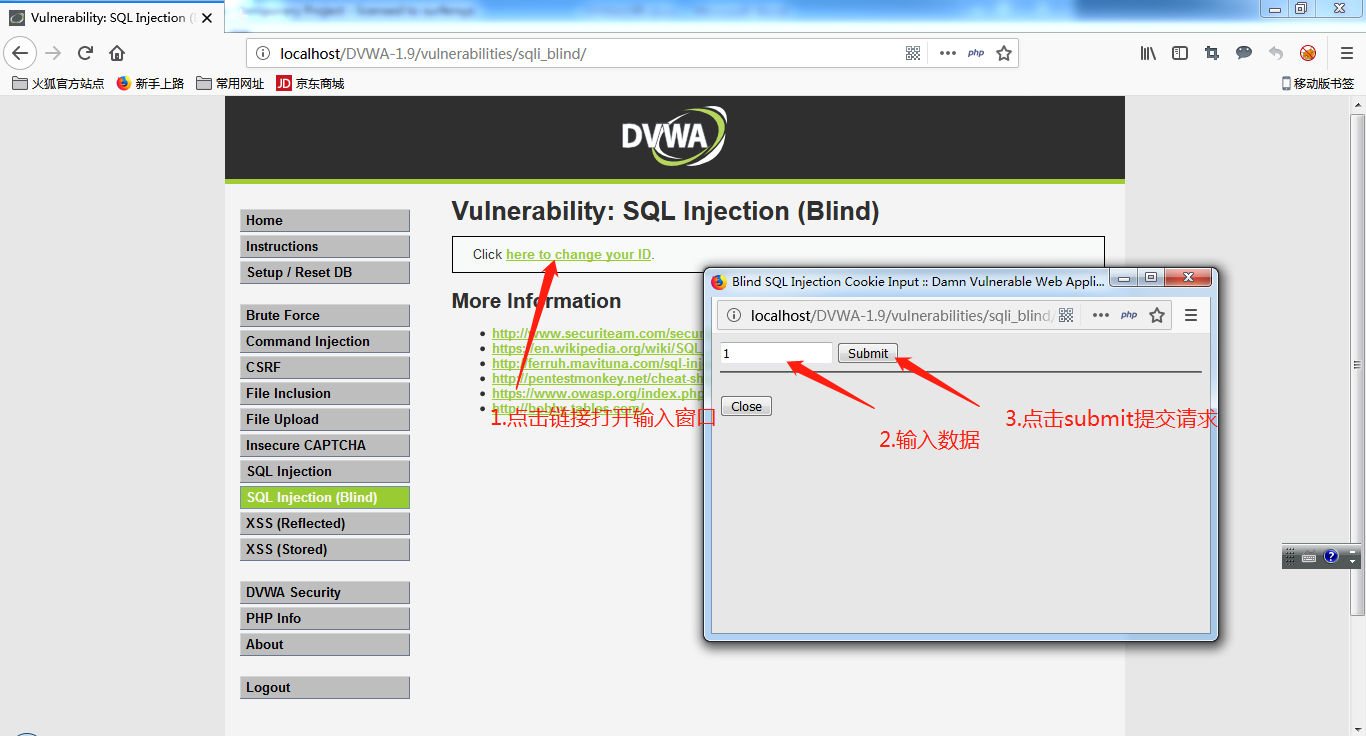 Vulnerability: SQL Injection (
localhost/DVWA-1.9/vulnerabilities/sqli_blind/
php
火狐官方站点
新手上路
常用网址
JD
京东商城
移动版书签
DVWA
Home
Instructions
Setup / Reset DB
Brute Force
Command Injection
CSRF
File Inclusion
File Upload
Insecure CAPTCHA
SQL Injection
SQL Injection (Blind)
XSS (Reflected)
XSS (Stored)
DVWA Security
PHP Info
About
Logout
Vulnerability: SQL Injection (Blind)
Click here to change your ID.
More Information
http://www.securiteam.com/secur
https://en.wikipedia.org/wiki/SQL
http://ferruh.mavituna.com/sql-inj
http://pentestmonkey.net/cheat-sh
https://www.owasp.org/index.php
http://bobby-tables.com/
1.点击链接打开输入窗口
Blind SQL Injection Cookie Input :: Damn Vulnerable Web Appli...
localhost/DVWA-1.9/vulnerabilities/sqli_blind/
php
1
Submit
Close
2.输入数据
3.点击submit提交请求